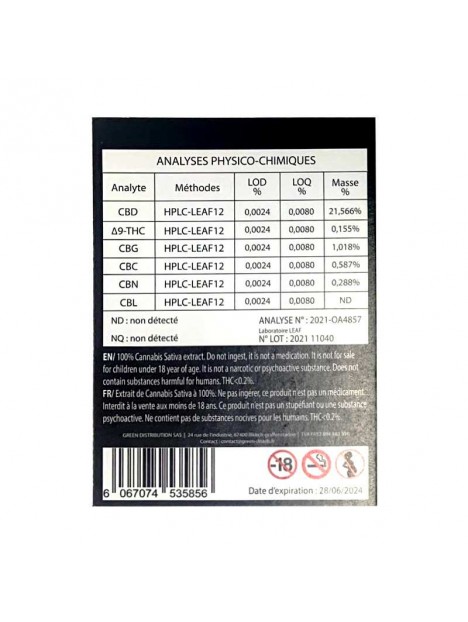 ANALYSES PHYSICO-CHIMIQUES
Analyte Méthodes LOD % LOQ % Masse %
CBD HPLC-LEAF12 0,0024 0,0080 21,566%
Δ9-THC HPLC-LEAF12 0,0024 0,0080 0,155%
CBG HPLC-LEAF12 0,0024 0,0080 1,018%
CBC HPLC-LEAF12 0,0024 0,0080 0,587%
CBN HPLC-LEAF12 0,0024 0,0080 0,288%
CBL HPLC-LEAF12 0,0024 0,0080 ND
ND : non détecté ANALYSE N° : 2021-OA4857
Laboratoire LEAF
NQ : non détecté N° LOT : 2021 11040
EN/ 100% Cannabis Sativa extract. Do not ingest, it is not a medication. It is not for sale
for children under 18 year of age. It is not a narcotic or psychoactive substance. Does
not contain substances harmful for humans. THC<0.2%.
FR/ Extrait de Cannabis Sativa à 100%. Ne pas ingérer, ce produit n'est pas un médicament.
Interdit à la vente aux moins de 18 ans. Ce produit n'est pas un stupéfiant ou une substance
psychoactive. Ne contient pas de substances nocives pour les humains. THC<0.2%.
GREEN DISTRIBUTION SAS | 24 rue de l'industrie, 67400 Illkirch-graffenstaden
-18
6 067074 535856
Date d'expiration : 28/06/2024